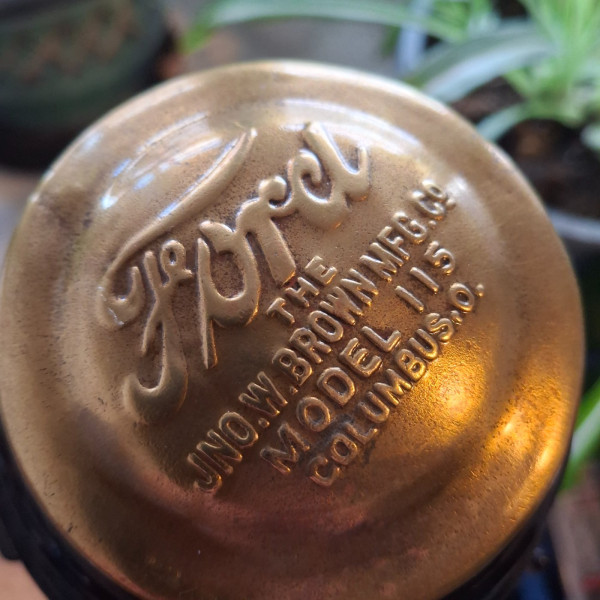 Ford
THE
JNO.W.BROWN MFG.CO.
MODEL 115
COLUMBUS,O.